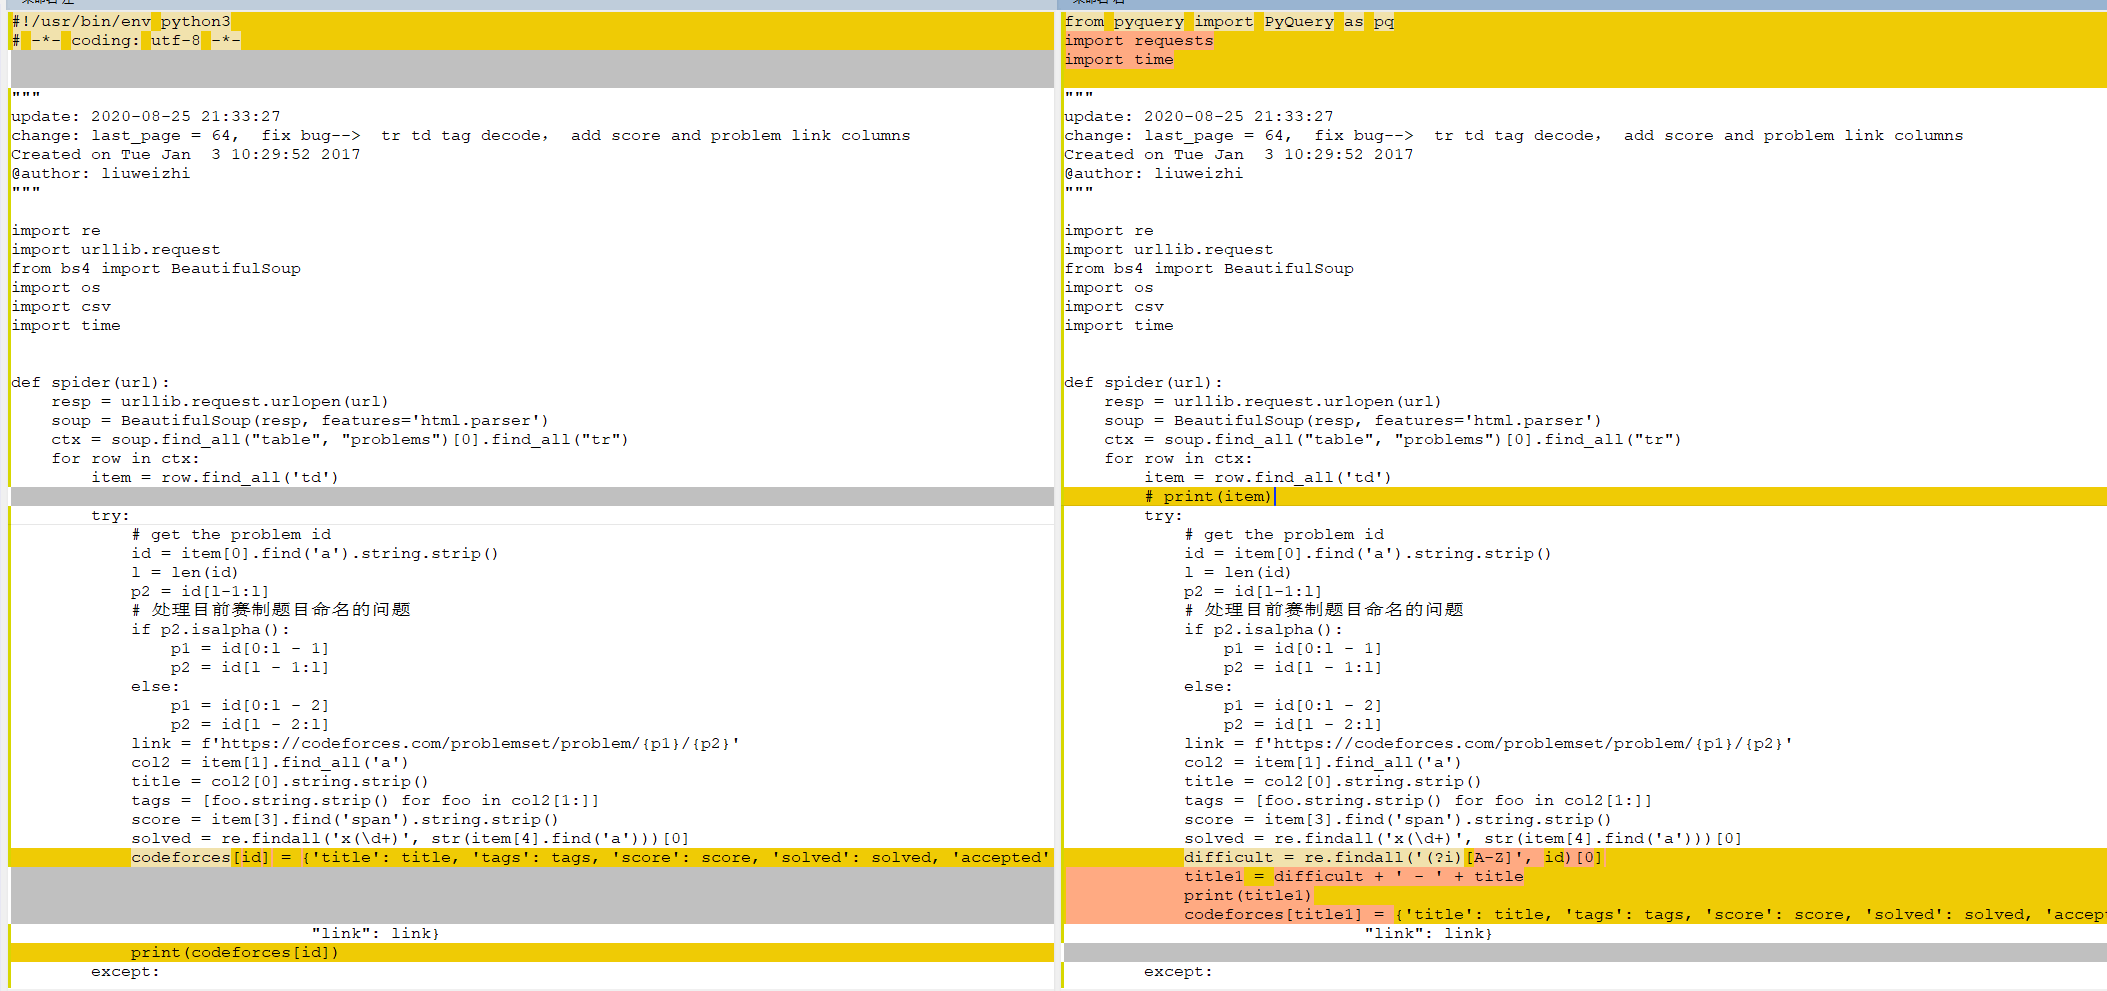 #!/usr/bin/env python3
# -*- coding: utf-8 -*-
"""
update: 2020-08-25 21:33:27
change: last_page = 64,  fix bug-->  tr td tag decode,  add score and problem link columns
Created on Tue Jan  3 10:29:52 2017
@author: liuweizhi
"""
import re
import urllib.request
from bs4 import BeautifulSoup
import os
import csv
import time
def spider(url):
    resp = urllib.request.urlopen(url)
    soup = BeautifulSoup(resp, features='html.parser')
    ctx = soup.find_all("table", "problems")[0].find_all("tr")
    for row in ctx:
        item = row.find_all('td')
        try:
            # get the problem id
            id = item[0].find('a').string.strip()
            l = len(id)
            p2 = id[l-1:l]
            # 处理目前赛制题目命名的问题
            if p2.isalpha():
                p1 = id[0:l - 1]
                p2 = id[l - 1:l]
            else:
                p1 = id[0:l - 2]
                p2 = id[l - 2:l]
            link = f'https://codeforces.com/problemset/problem/{p1}/{p2}'
            col2 = item[1].find_all('a')
            title = col2[0].string.strip()
            tags = [foo.string.strip() for foo in col2[1:]]
            score = item[3].find('span').string.strip()
            solved = re.findall('x(\d+)', str(item[4].find('a')))[0]
            codeforces[id] = {'title': title, 'tags': tags, 'score': score, 'solved': solved, 'accepted'
                              "link": link}
            print(codeforces[id])
        except:
from pyquery import PyQuery as pq
import requests
import time
"""
update: 2020-08-25 21:33:27
change: last_page = 64,  fix bug-->  tr td tag decode,  add score and problem link columns
Created on Tue Jan  3 10:29:52 2017
@author: liuweizhi
"""
import re
import urllib.request
from bs4 import BeautifulSoup
import os
import csv
import time
def spider(url):
    resp = urllib.request.urlopen(url)
    soup = BeautifulSoup(resp, features='html.parser')
    ctx = soup.find_all("table", "problems")[0].find_all("tr")
    for row in ctx:
        item = row.find_all('td')
        # print(item)
        try:
            # get the problem id
            id = item[0].find('a').string.strip()
            l = len(id)
            p2 = id[l-1:l]
            # 处理目前赛制题目命名的问题
            if p2.isalpha():
                p1 = id[0:l - 1]
                p2 = id[l - 1:l]
            else:
                p1 = id[0:l - 2]
                p2 = id[l - 2:l]
            link = f'https://codeforces.com/problemset/problem/{p1}/{p2}'
            col2 = item[1].find_all('a')
            title = col2[0].string.strip()
            tags = [foo.string.strip() for foo in col2[1:]]
            score = item[3].find('span').string.strip()
            solved = re.findall('x(\d+)', str(item[4].find('a')))[0]
            difficult = re.findall('(?i)[A-Z]', id)[0]
            title1 = difficult + ' - ' + title
            print(title1)
            codeforces[title1] = {'title': title, 'tags': tags, 'score': score, 'solved': solved, 'accep
                              "link": link}
        except: